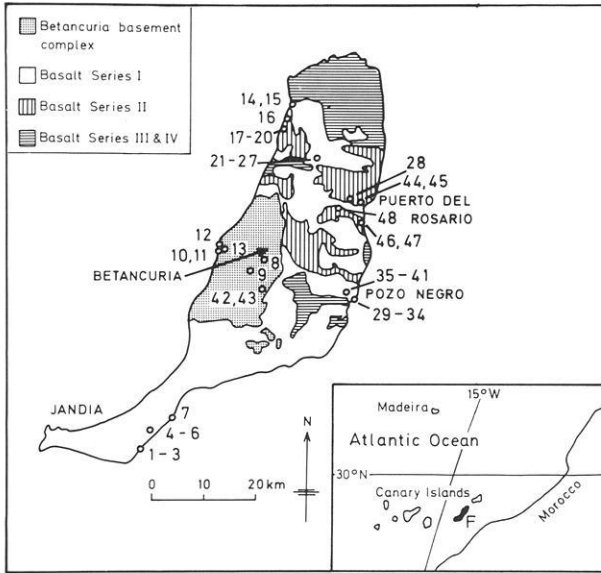 Betancuria basement
complex
Basalt Series I
Basalt Series II
Basalt Series III & IV
14,15
16
17-20
21-27
28
44,45
PUERTO DEL
ROSARIO
48
46,47
12
13
10,11
8
BETANCURIA
9
42,43
35-41
POZO NEGRO
29-34
JANDIA
7
4-6
1-3
N
0 20 km
15°W
Madeira
Atlantic Ocean
30°N
Canary Islands
F
Morocco